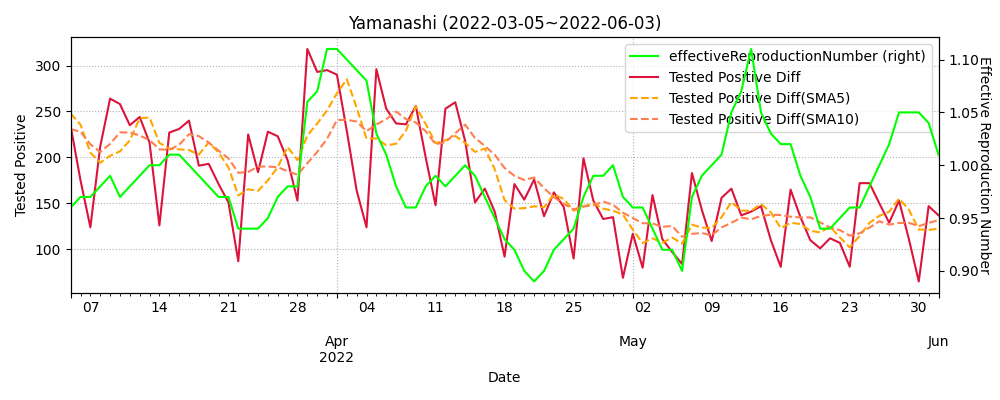 Yamanashi (2022-03-05~2022-06-03)
effectiveReproductionNumber (right)
Tested Positive Diff
Tested Positive Diff(SMA5)
Tested Positive Diff(SMA10)
Tested Positive
300
250
200
150
100
1.10
1.05
1.00
0.95
0.90
Effective Reproduction Number
07 14 21 28 04 11 18 25 02 09 16 23 30
Apr May Jun
2022
Date